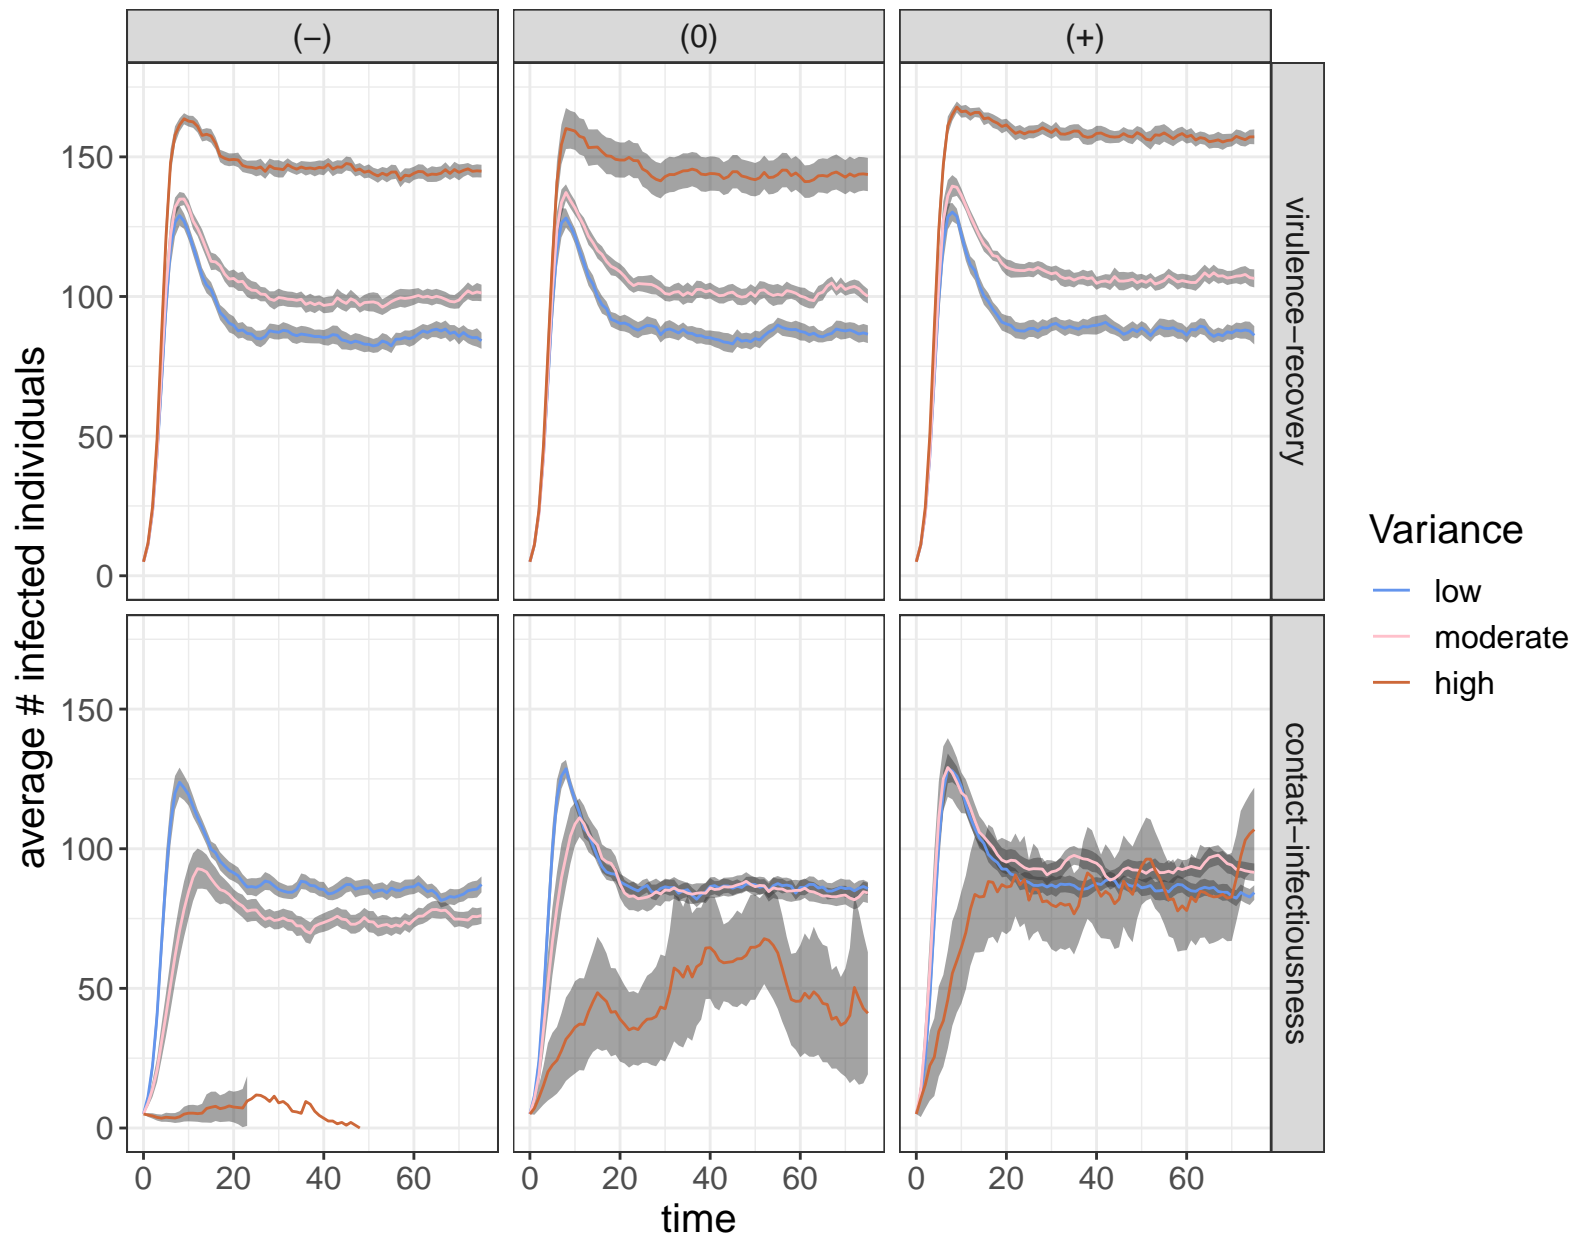 (−)
(0)
(+)
average # infected individuals
150
100
50
0
virulence−recovery
150
100
50
0
contact−infectiousness
0 20 40 60
0 20 40 60
0 20 40 60
time
Variance
low
moderate
high